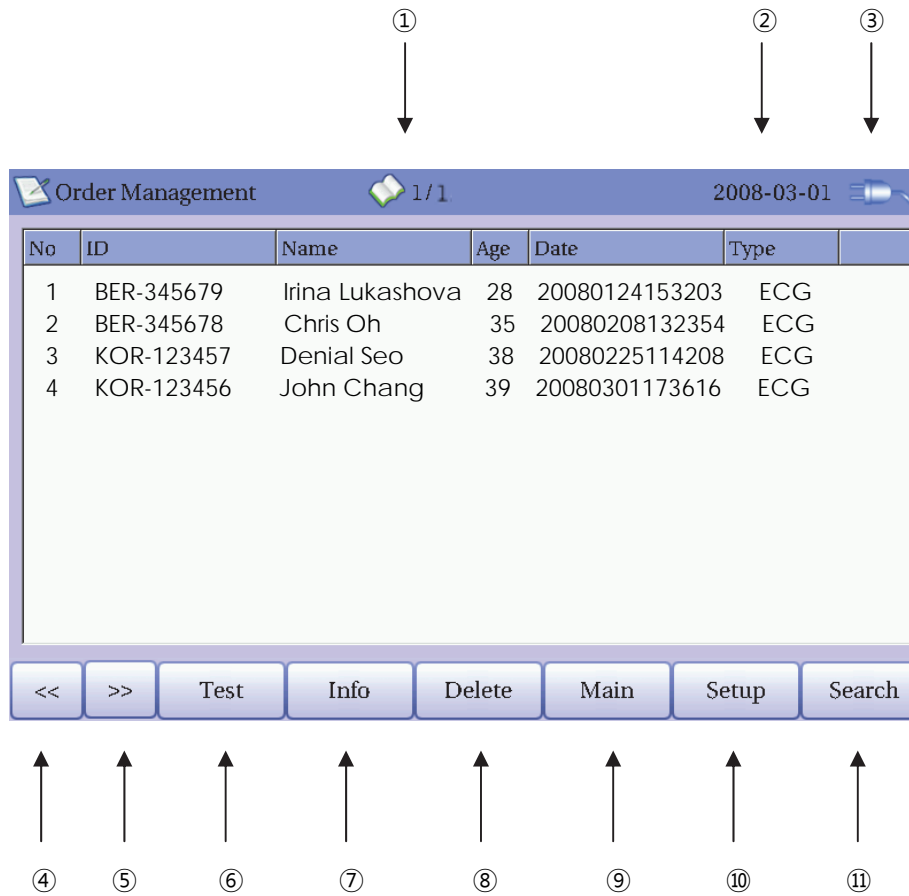 ① ② ③
Order Management 1/1 2008-03-01
No ID Name Age Date Type
1 BER-345679 Irina Lukashova 28 20080124153203 ECG
2 BER-345678 Chris Oh 35 20080208132354 ECG
3 KOR-123457 Denial Seo 38 20080225114208 ECG
4 KOR-123456 John Chang 39 20080301173616 ECG
<< >> Test Info Delete Main Setup Search
④ ⑤ ⑥ ⑦ ⑧ ⑨ ⑩ ⑪